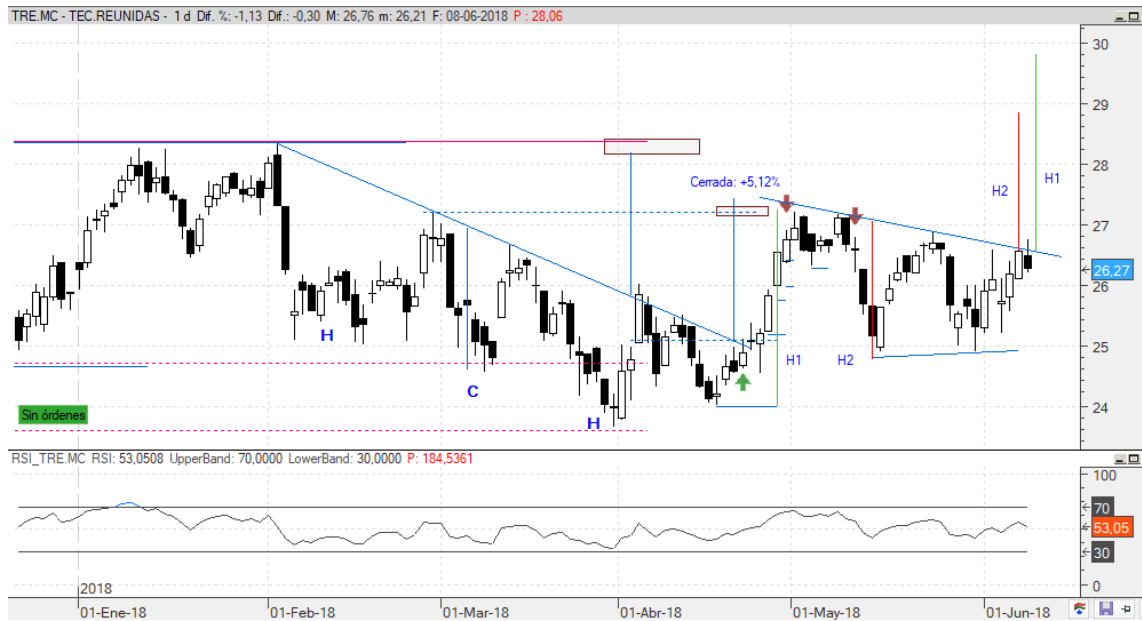 TRE.MC - TEC.REUNIDAS - 1 d Dif. %: -1,13 Dif.: -0,30 M: 26,76 m: 26,21 F: 08-06-2018 P : 28,06
30
29
28
27
26,27
26
25
24
Cerrada: +5,12%
H2
H1
H
C
H
H1
H2
Sin órdenes
RSI_TRE.MC RSI: 53,0508 UpperBand: 70,0000 LowerBand: 30,0000 P: 184,5361
100
70
53,05
30
0
2018
01-Ene-18 01-Feb-18 01-Mar-18 01-Abr-18 01-May-18 01-Jun-18